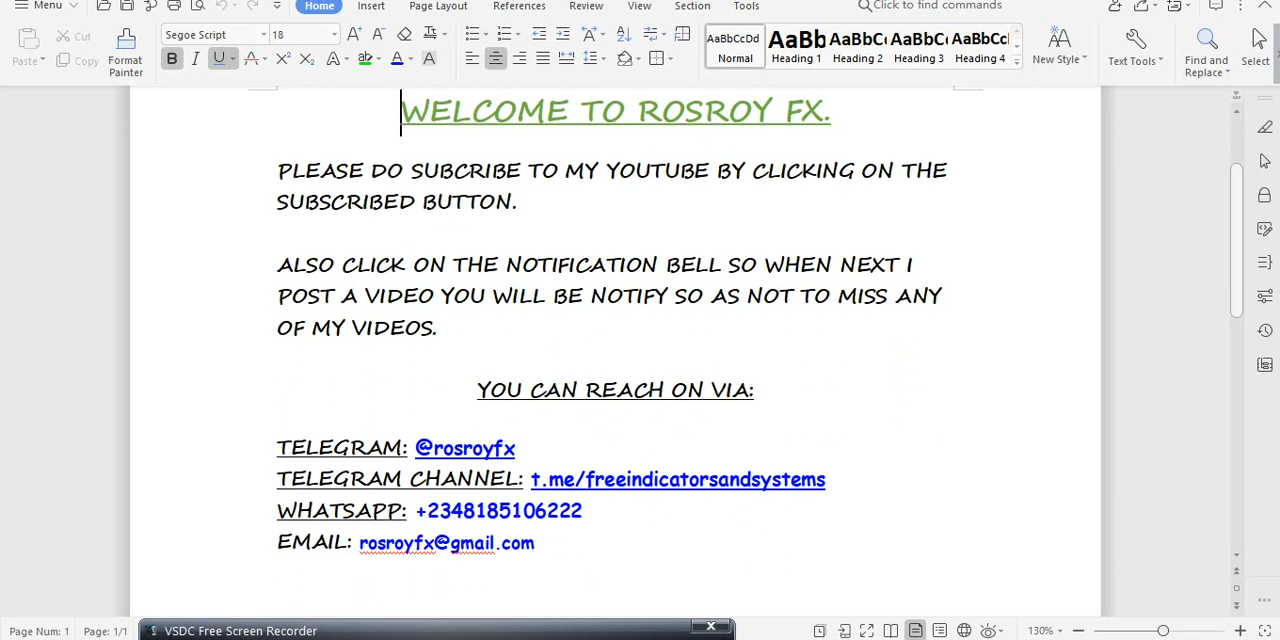 Menu Home Insert Page Layout References Review View Section Tools Click to find commands
Paste Cut Copy Format Painter Segoe Script 18 AaBbCcDd Normal AaBb Heading 1 AaBbCc Heading 2 AaBbCc Heading 3 AaBbCcl Heading 4 New Style Text Tools Find and Replace Select
WELCOME TO ROSROY FX.
PLEASE DO SUBCRIBE TO MY YOUTUBE BY CLICKING ON THE
SUBSCRIBED BUTTON.
ALSO CLICK ON THE NOTIFICATION BELL SO WHEN NEXT I
POST A VIDEO YOU WILL BE NOTIFY SO AS NOT TO MISS ANY
OF MY VIDEOS.
YOU CAN REACH ON VIA:
TELEGRAM: @rosroyfx
TELEGRAM CHANNEL: t.me/freeindicatorsandsystems
WHATSAPP: +2348185106222
EMAIL: rosroyfx@gmail.com
Page Num: 1 Page: 1/1 VSDC Free Screen Recorder 130%